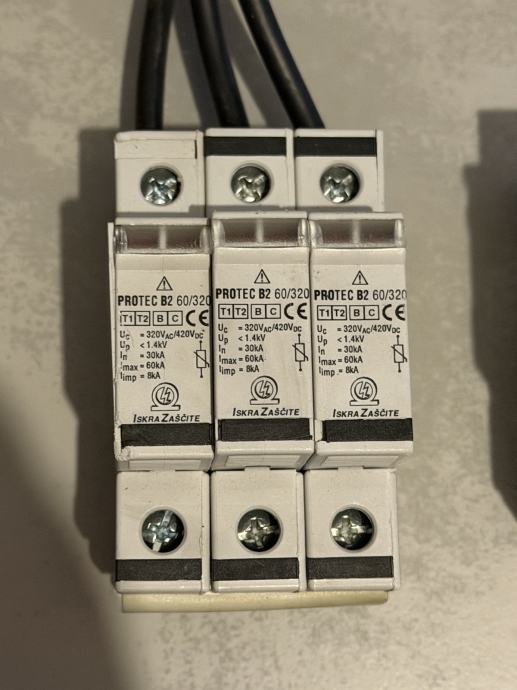 PROTEC B2 60/320
T1 T2 B C CE
Uc = 320VAC/420VDC
Up < 1.4kV
In = 30kA
Imax = 60kA
Iimp = 8kA
ISKRA ZAŠČITE
PROTEC B2 60/320
T1 T2 B C CE
Uc = 320VAC/420VDC
Up < 1.4kV
In = 30kA
Imax = 60kA
Iimp = 8kA
ISKRA ZAŠČITE
PROTEC B2 60/320
T1 T2 B C CE
Uc = 320VAC/420VDC
Up < 1.4kV
In = 30kA
Imax = 60kA
Iimp = 8kA
ISKRA ZAŠČITE